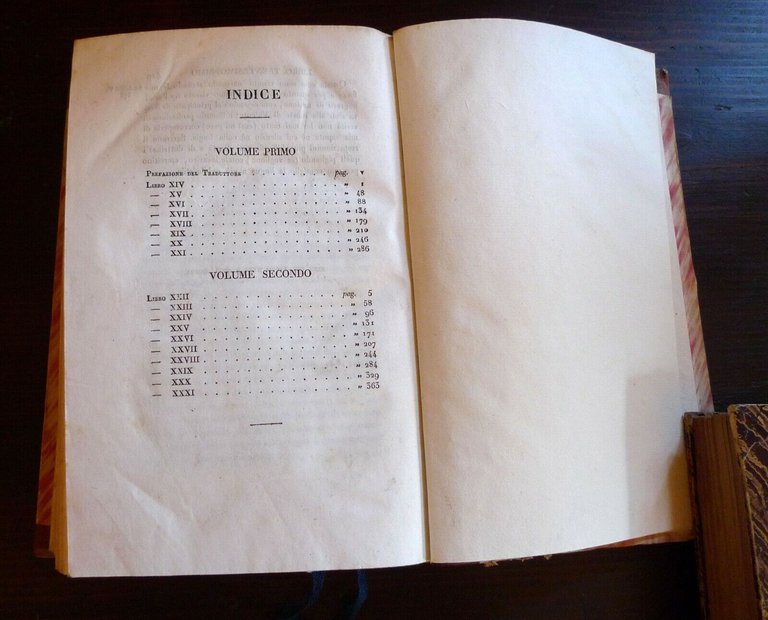 INDICE
VOLUME PRIMO
PREFAZIONE DEL TRADUTTORE . . . . . . . pag. V
LIBRO XIV . . . . . . . . . . . . „ 1
— XV . . . . . . . . . . . . „ 48
— XVI . . . . . . . . . . . . „ 88
— XVII . . . . . . . . . . . . „ 134
— XVIII . . . . . . . . . . . . „ 179
— XIX . . . . . . . . . . . . „ 210
— XX . . . . . . . . . . . . „ 246
— XXI . . . . . . . . . . . . „ 286
VOLUME SECONDO
LIBRO XXII . . . . . . . . . . . pag. 5
— XXIII . . . . . . . . . . . . „ 58
— XXIV . . . . . . . . . . . . „ 96
— XXV . . . . . . . . . . . . „ 131
— XXVI . . . . . . . . . . . . „ 171
— XXVII . . . . . . . . . . . . „ 207
— XXVIII . . . . . . . . . . . . „ 244
— XXIX . . . . . . . . . . . . „ 284
— XXX . . . . . . . . . . . . „ 329
— XXXI . . . . . . . . . . . . „ 363